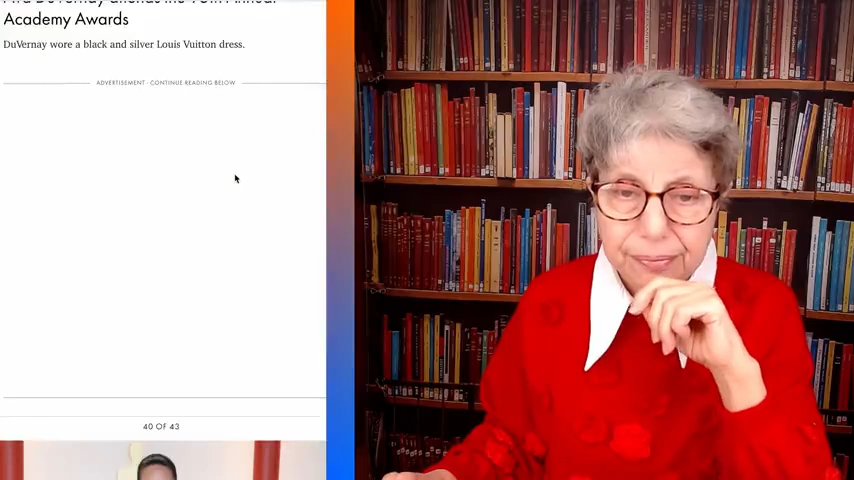 Academy Awards
DuVernay wore a black and silver Louis Vuitton dress.
ADVERTISEMENT - CONTINUE READING BELOW
40 OF 43